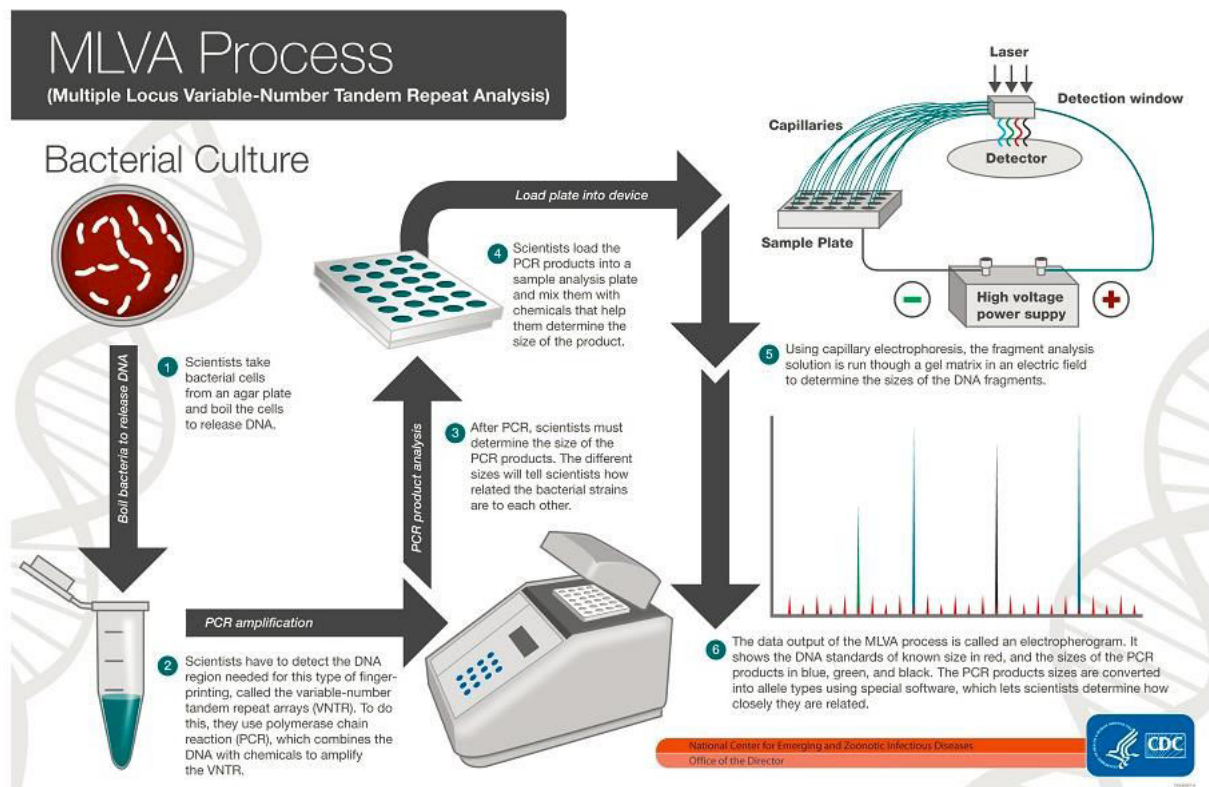 MLVA Process
(Multiple Locus Variable-Number Tandem Repeat Analysis)
Bacterial Culture
Boil bacteria to release DNA
1
Scientists take
bacterial cells
from an agar plate
and boil the cells
to release DNA.
PCR amplification
2
Scientists have to detect the DNA
region needed for this type of finger-
printing, called the variable-number
tandem repeat arrays (VNTR). To do
this, they use polymerase chain
reaction (PCR), which combines the
DNA with chemicals to amplify
the VNTR.
PCR product analysis
3
After PCR, scientists must
determine the size of the
PCR products. The different
sizes will tell scientists how
related the bacterial strains
are to each other.
Load plate into device
4
Scientists load the
PCR products into a
sample analysis plate
and mix them with
chemicals that help
them determine the
size of the product.
Laser
Detection window
Capillaries
Detector
Sample Plate
High voltage
power suppy
5
Using capillary electrophoresis, the fragment analysis
solution is run though a gel matrix in an electric field
to determine the sizes of the DNA fragments.
6
The data output of the MLVA process is called an electropherogram. It
shows the DNA standards of known size in red, and the sizes of the PCR
products in blue, green, and black. The PCR products sizes are converted
into allele types using special software, which lets scientists determine how
closely they are related.
National Center for Emerging and Zoonotic Infectious Diseases
Office of the Director
CDC